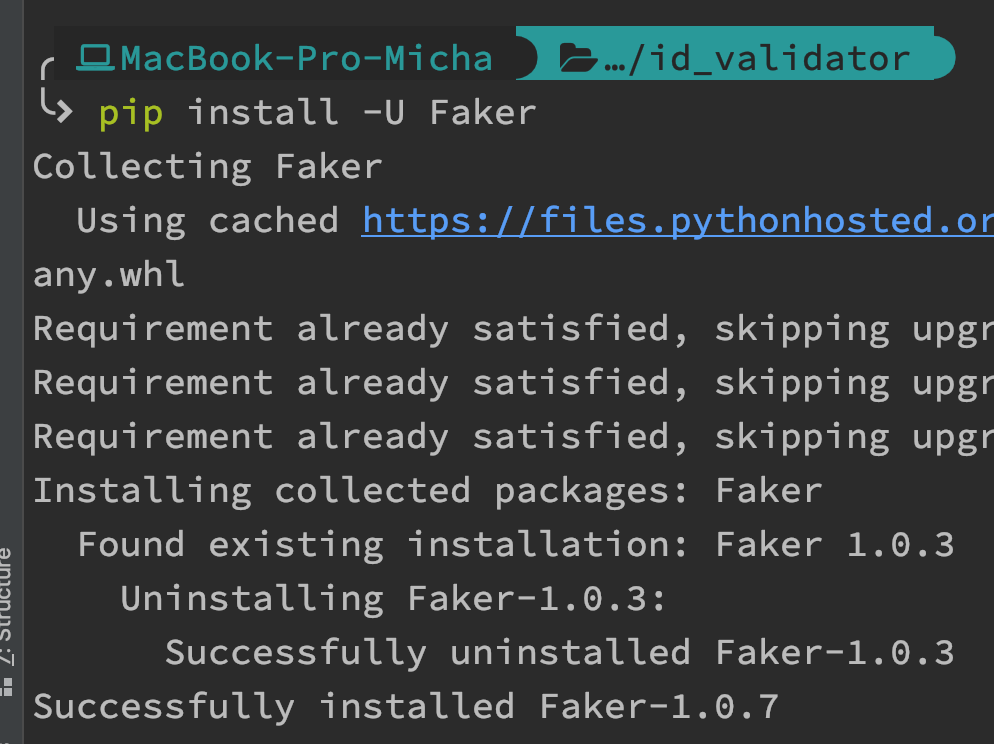 MacBook-Pro-Micha …/id_validator
pip install -U Faker
Collecting Faker
Using cached https://files.pythonhosted.or
any.whl
Requirement already satisfied, skipping upgr
Requirement already satisfied, skipping upgr
Requirement already satisfied, skipping upgr
Installing collected packages: Faker
Found existing installation: Faker 1.0.3
Uninstalling Faker-1.0.3:
Successfully uninstalled Faker-1.0.3
Successfully installed Faker-1.0.7
Z: Structure